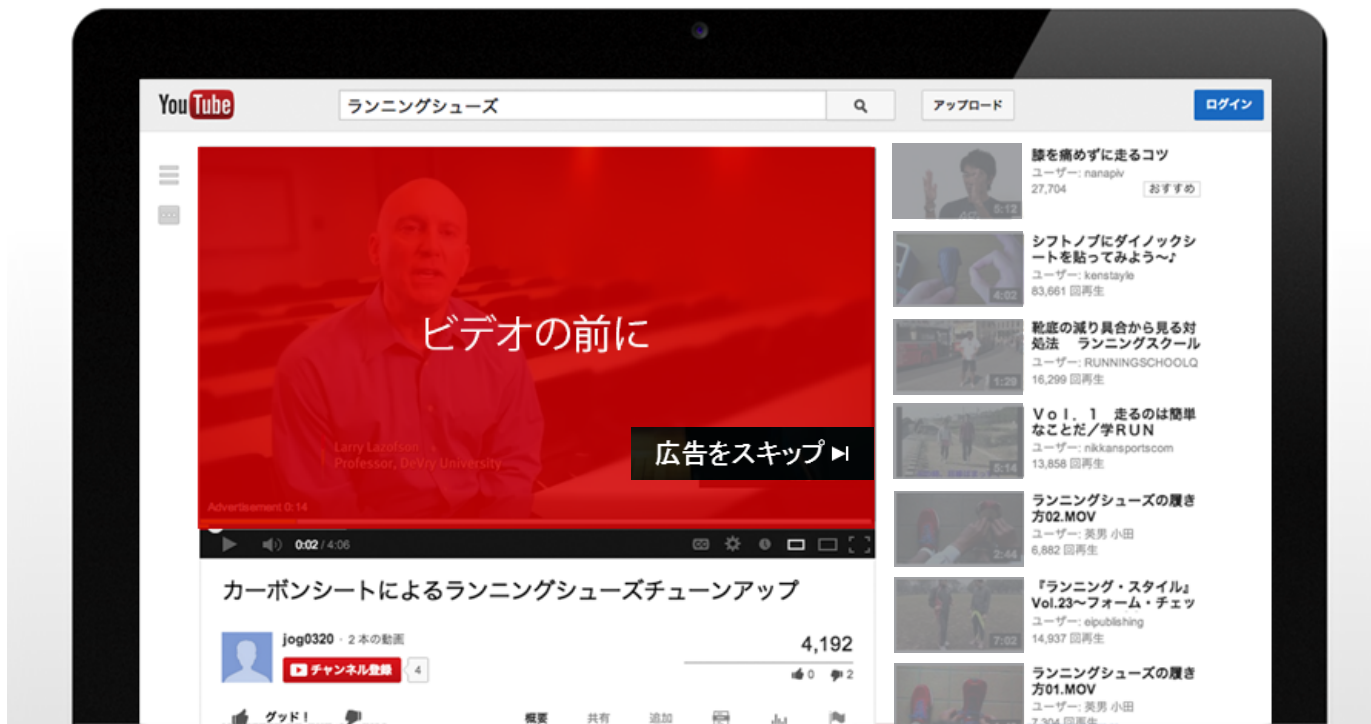 YouTube
ランニングシューズ
アップロード
ログイン
ビデオの前に
広告をスキップ
Larry Lazofson
Professor, DeVry University
Advertisement 0:14
0:02 / 4:06
カーボンシートによるランニングシューズチューンアップ
jog0320 · 2 本の動画
チャンネル登録
4
4,192
0
2
グッド！
概要
共有
追加
膝を痛めずに走るコツ
ユーザー: nanapiv
27,704
おすすめ
5:12
シフトノブにダイノックシ
ートを貼ってみよう〜♪
ユーザー: kenstayle
83,661 回再生
4:02
靴底の減り具合から見る対
処法　ランニングスクール
ユーザー: RUNNINGSCHOOLQ
16,299 回再生
1:29
Ｖｏｌ．１　走るのは簡単
なことだ／学ＲＵＮ
ユーザー: nikkansportscom
13,858 回再生
5:14
ランニングシューズの履き
方02.MOV
ユーザー: 英男 小田
6,882 回再生
2:44
『ランニング・スタイル』
Vol.23〜フォーム・チェッ
ユーザー: eipublishing
14,937 回再生
7:02
ランニングシューズの履き
方01.MOV
ユーザー: 英男 小田
7,304 回再生